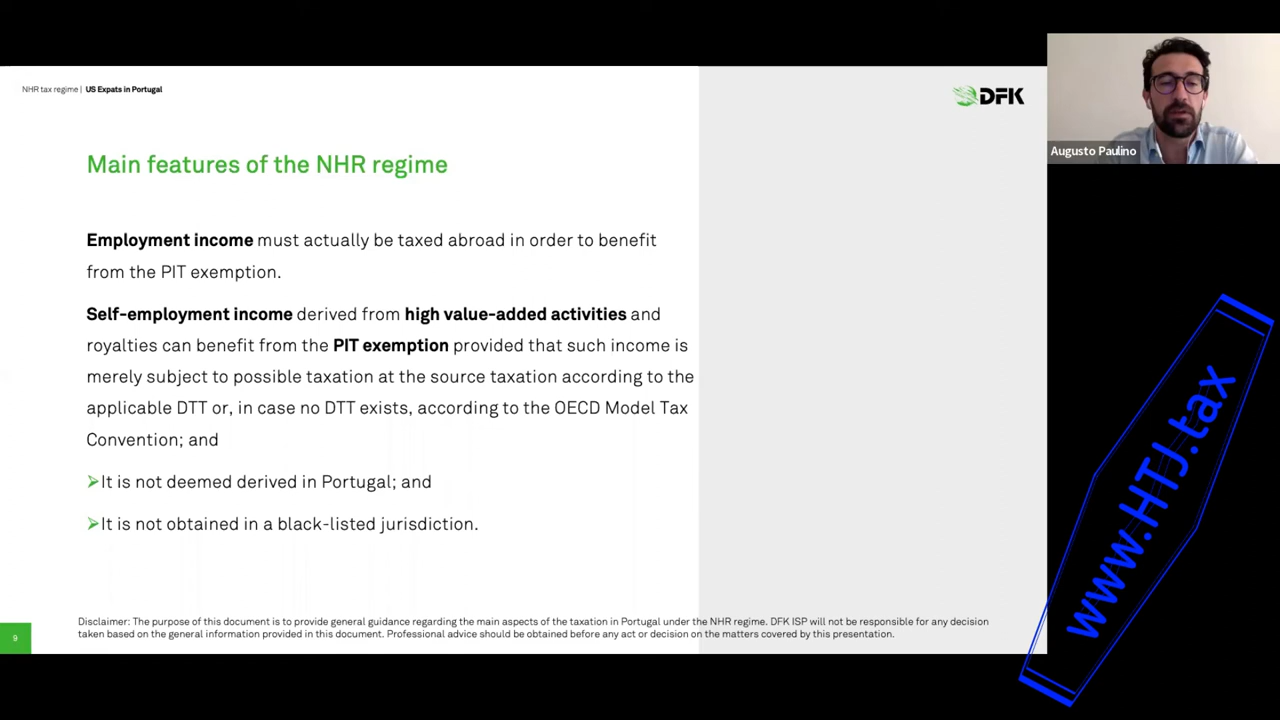 NHR tax regime | US Expats in Portugal
DFK
Augusto Paulino
Main features of the NHR regime
Employment income must actually be taxed abroad in order to benefit
from the PIT exemption.
Self-employment income derived from high value-added activities and
royalties can benefit from the PIT exemption provided that such income is
merely subject to possible taxation at the source taxation according to the
applicable DTT or, in case no DTT exists, according to the OECD Model Tax
Convention; and
➢It is not deemed derived in Portugal; and
➢It is not obtained in a black-listed jurisdiction.
www.HTJ.tax
Disclaimer: The purpose of this document is to provide general guidance regarding the main aspects of the taxation in Portugal under the NHR regime. DFK ISP will not be responsible for any decision
taken based on the general information provided in this document. Professional advice should be obtained before any act or decision on the matters covered by this presentation.
9